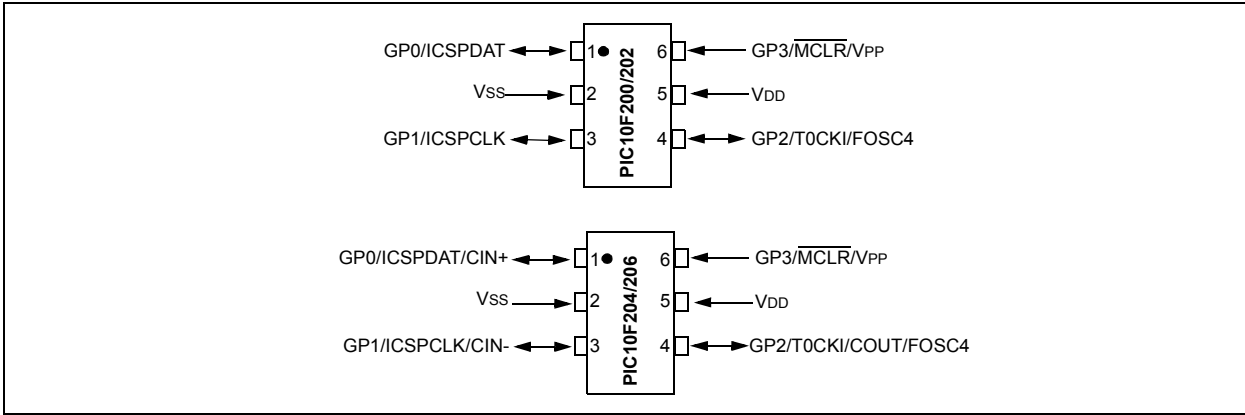 GP0/ICSPDAT 1 6 GP3/MCLR/VPP
VSS 2 5 VDD
GP1/ICSPCLK 3 4 GP2/T0CKI/FOSC4
PIC10F200/202
GP0/ICSPDAT/CIN+ 1 6 GP3/MCLR/VPP
VSS 2 5 VDD
GP1/ICSPCLK/CIN- 3 4 GP2/T0CKI/COUT/FOSC4
PIC10F204/206